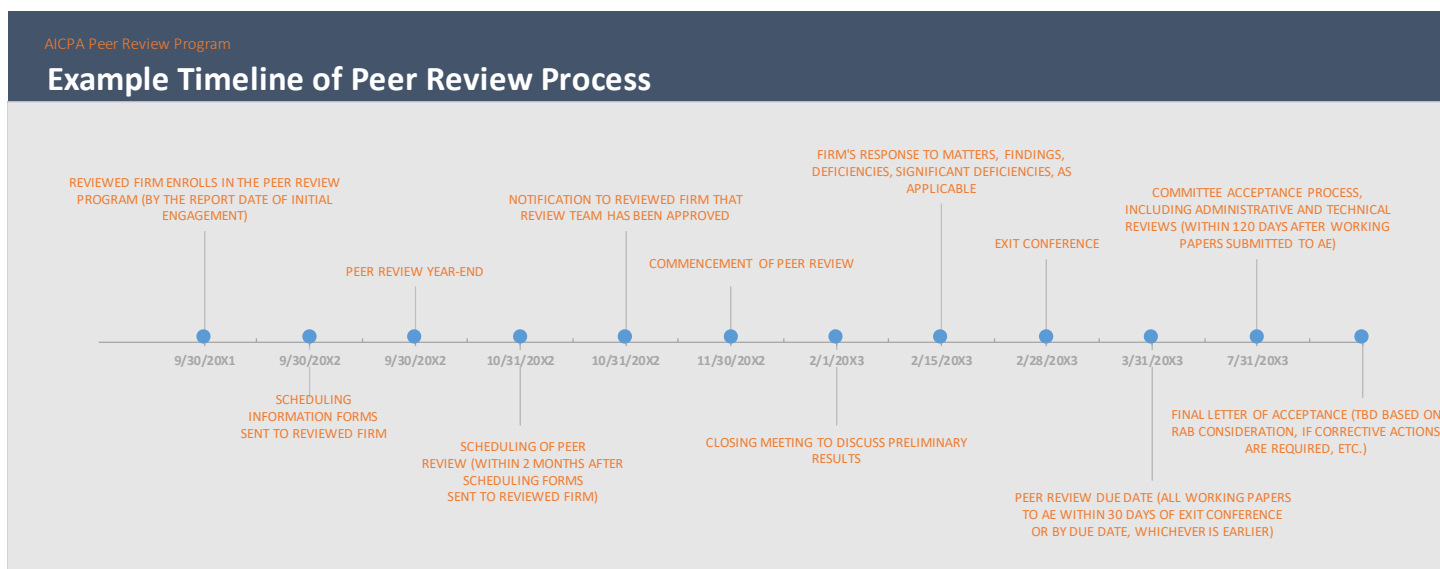 AICPA Peer Review Program
Example Timeline of Peer Review Process
REVIEWED FIRM ENROLLS IN THE PEER REVIEW
PROGRAM (BY THE REPORT DATE OF INITIAL
ENGAGEMENT)
PEER REVIEW YEAR-END
NOTIFICATION TO REVIEWED FIRM THAT
REVIEW TEAM HAS BEEN APPROVED
COMMENCEMENT OF PEER REVIEW
FIRM'S RESPONSE TO MATTERS, FINDINGS,
DEFICIENCIES, SIGNIFICANT DEFICIENCIES, AS
APPLICABLE
EXIT CONFERENCE
COMMITTEE ACCEPTANCE PROCESS,
INCLUDING ADMINISTRATIVE AND TECHNICAL
REVIEWS (WITHIN 120 DAYS AFTER WORKING
PAPERS SUBMITTED TO AE)
9/30/20X1 9/30/20X2 9/30/20X2 10/31/20X2 10/31/20X2 11/30/20X2 2/1/20X3 2/15/20X3 2/28/20X3 3/31/20X3 7/31/20X3
SCHEDULING
INFORMATION FORMS
SENT TO REVIEWED FIRM
SCHEDULING OF PEER
REVIEW (WITHIN 2 MONTHS AFTER
SCHEDULING FORMS
SENT TO REVIEWED FIRM)
CLOSING MEETING TO DISCUSS PRELIMINARY
RESULTS
PEER REVIEW DUE DATE (ALL WORKING PAPERS
TO AE WITHIN 30 DAYS OF EXIT CONFERENCE
OR BY DUE DATE, WHICHEVER IS EARLIER)
FINAL LETTER OF ACCEPTANCE (TBD BASED ON
RAB CONSIDERATION, IF CORRECTIVE ACTIONS
ARE REQUIRED, ETC.)